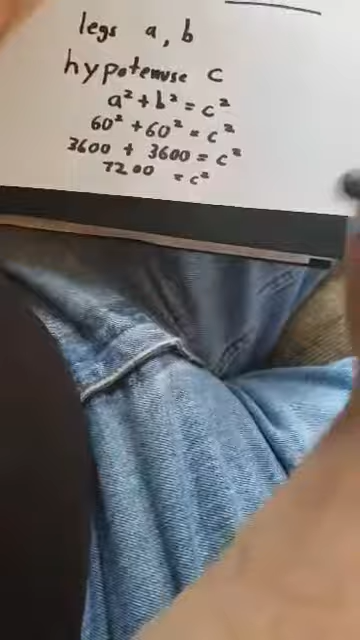 legs a, b
hypotenuse c
a² + b² = c²
60² + 60² = c²
3600 + 3600 = c²
7200 = c²